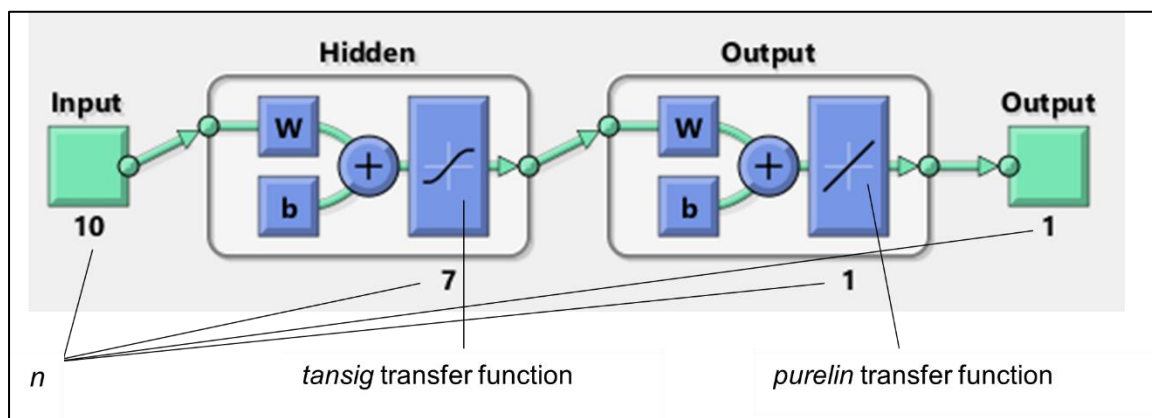 Hidden Output
Input Output
W W
b b
10 7 1 1
n tansig transfer function purelin transfer function